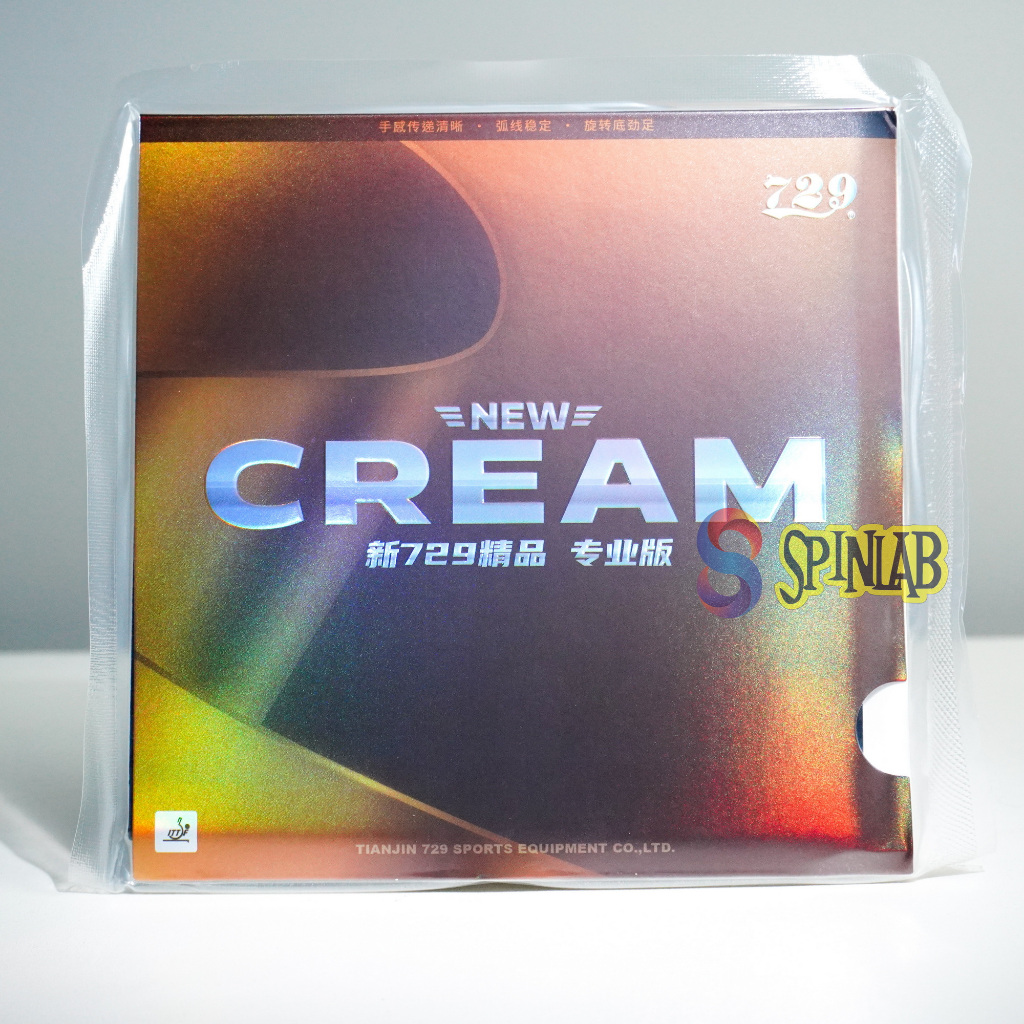 手感传递清晰 · 弧线稳定 · 旋转底劲足
729
®
NEW
CREAM
新729精品 专业版
SPINLAB
ITTF
TIANJIN 729 SPORTS EQUIPMENT CO.,LTD.